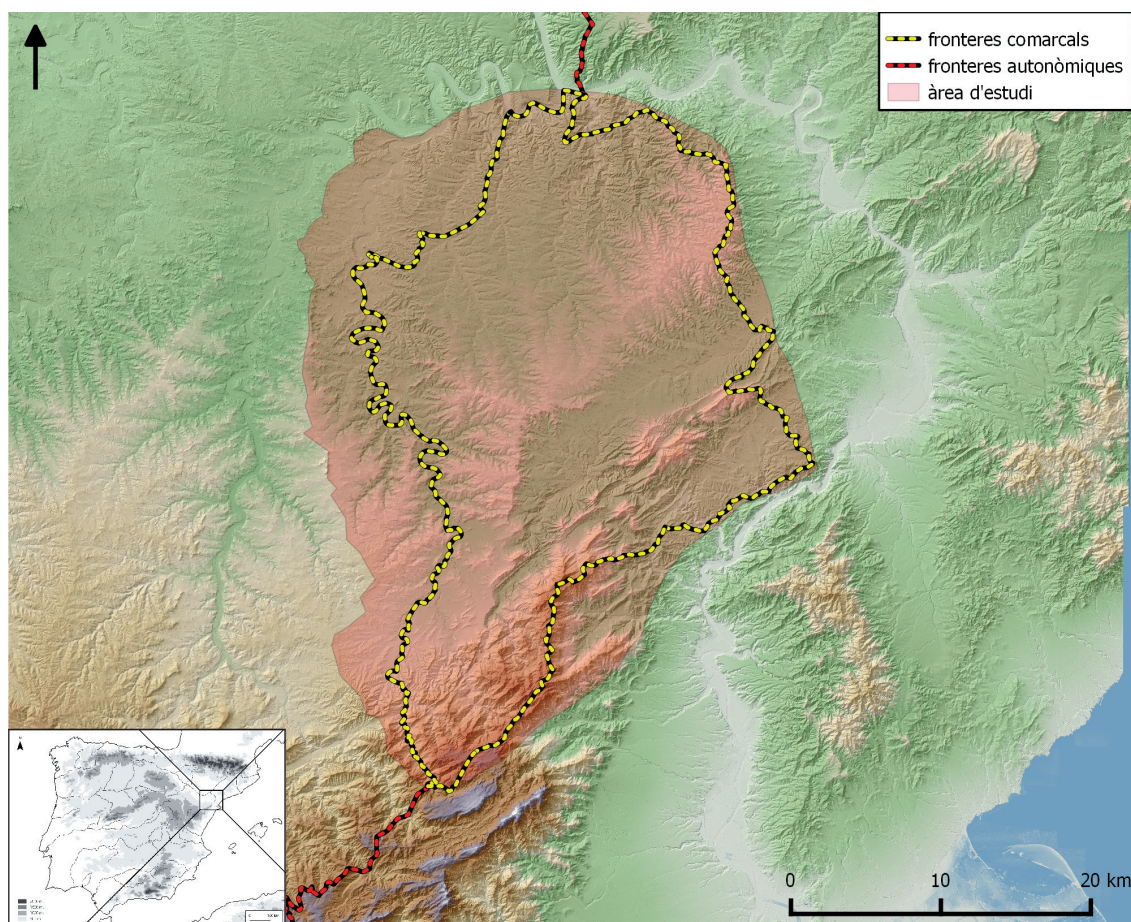 fronteres comarcals
fronteres autonòmiques
àrea d'estudi
0 10 20 km